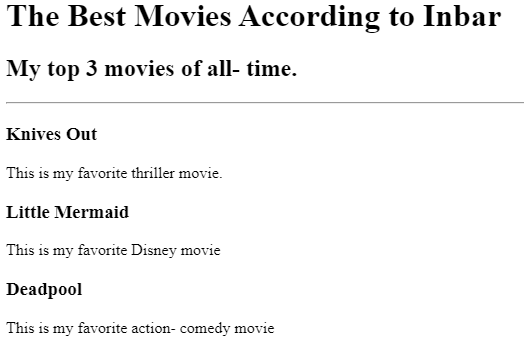 The Best Movies According to Inbar
My top 3 movies of all- time.
Knives Out
This is my favorite thriller movie.
Little Mermaid
This is my favorite Disney movie
Deadpool
This is my favorite action- comedy movie